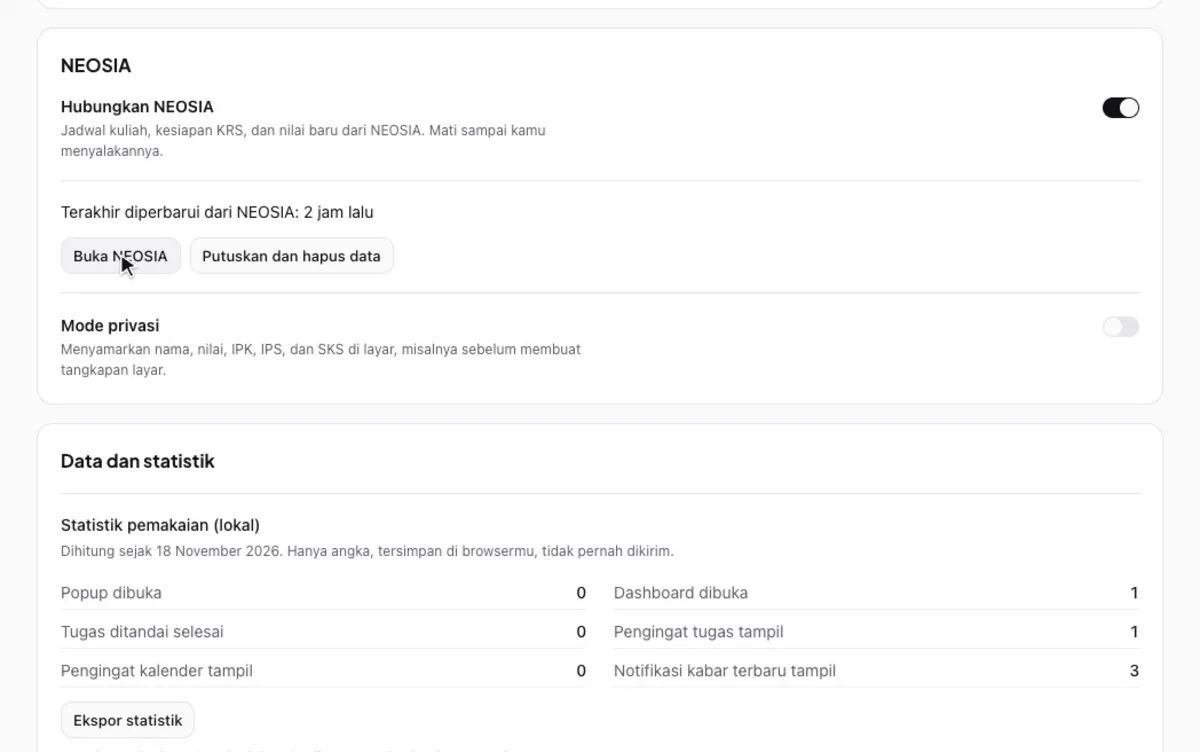 NEOSIA
Hubungkan NEOSIA
Jadwal kuliah, kesiapan KRS, dan nilai baru dari NEOSIA. Mati sampai kamu
menyalakannya.
Terakhir diperbarui dari NEOSIA: 2 jam lalu
Buka NEOSIA
Putuskan dan hapus data
Mode privasi
Menyamarkan nama, nilai, IPK, IPS, dan SKS di layar, misalnya sebelum membuat
tangkapan layar.
Data dan statistik
Statistik pemakaian (lokal)
Dihitung sejak 18 November 2026. Hanya angka, tersimpan di browsermu, tidak pernah dikirim.
Popup dibuka 0
Dashboard dibuka 1
Tugas ditandai selesai 0
Pengingat tugas tampil 1
Pengingat kalender tampil 0
Notifikasi kabar terbaru tampil 3
Ekspor statistik